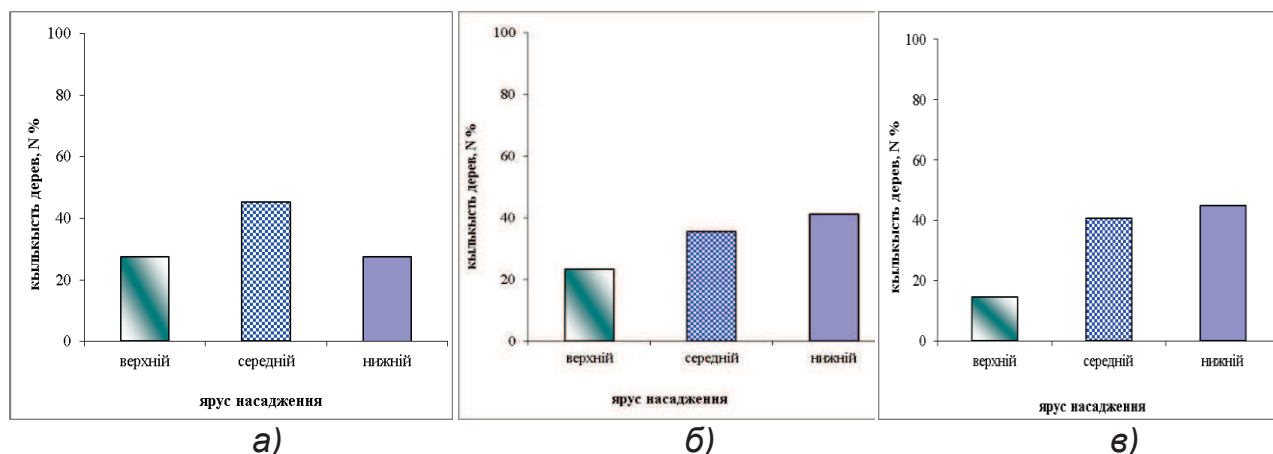 кылькысть дерев, N %
100
80
60
40
20
0
верхній середній нижній
ярус насадження
а)
кылькысть дерев, N %
100
80
60
40
20
0
верхній середній нижній
ярус насадження
б)
кылькысть дерев, N %
100
80
60
40
20
0
верхній середній нижній
ярус насадження
в)